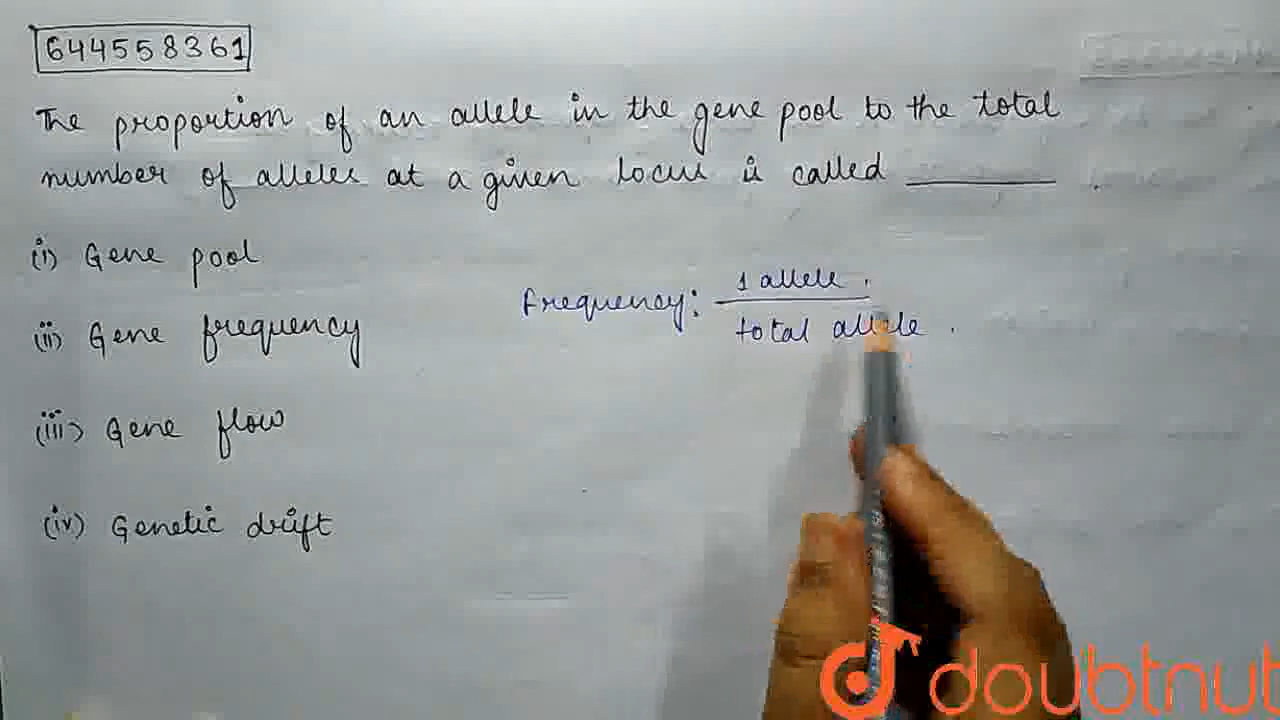 644558361
The proportion of an allele in the gene pool to the total
number of alleles at a given locus is called ________ .
(i) Gene pool
(ii) Gene frequency
(iii) Gene flow
(iv) Genetic drift
Frequency: 1 allele .
total allele .
doubtnut